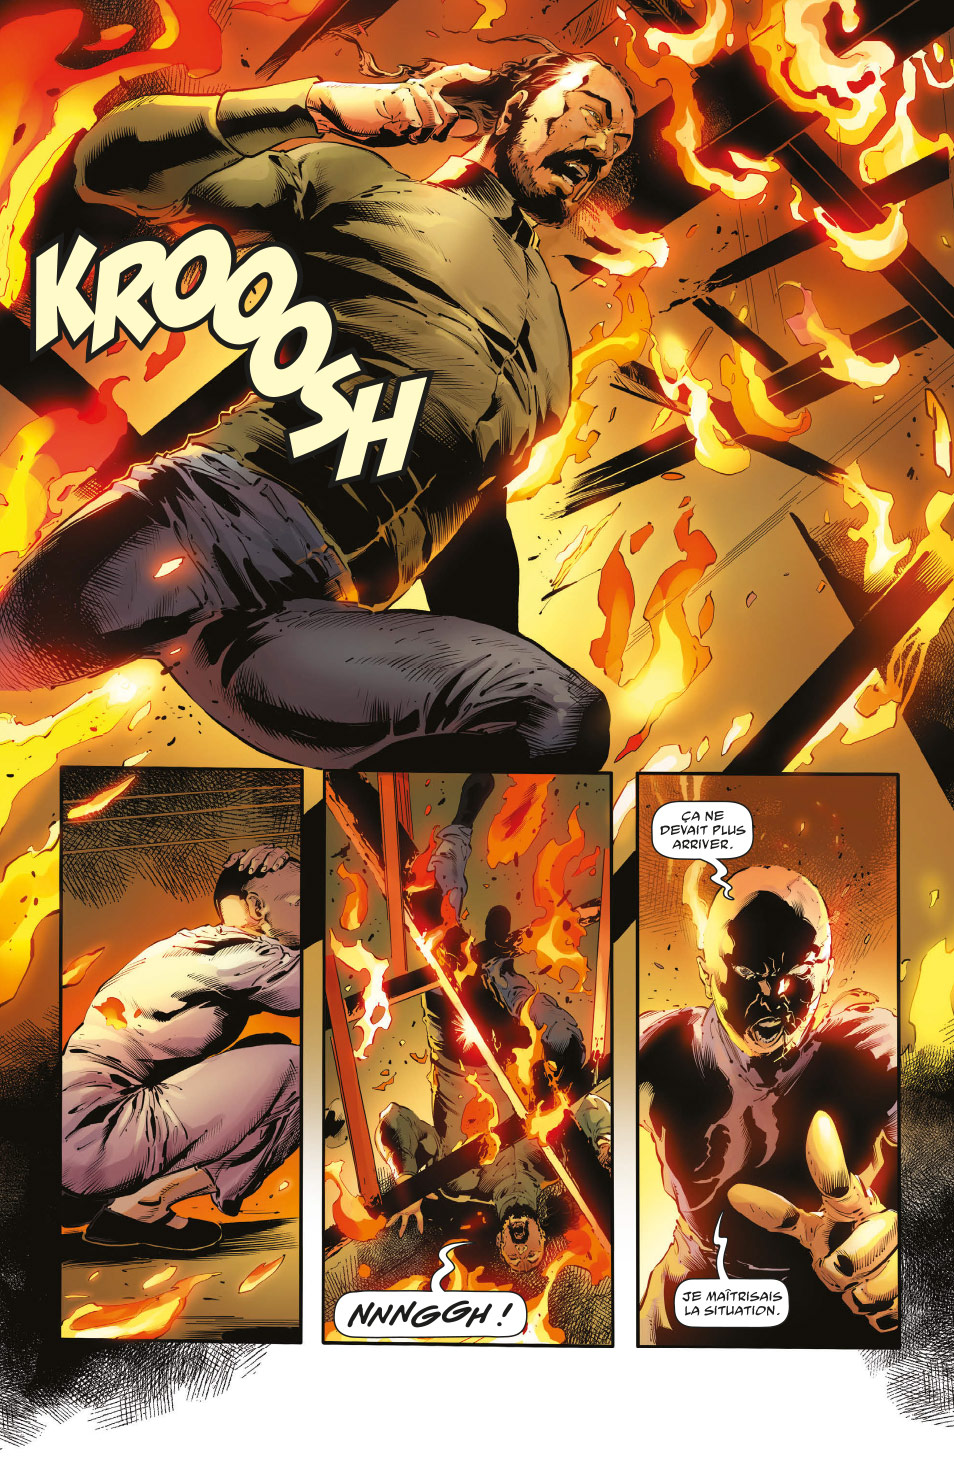 KROOOSH
ÇA NE
DEVAIT PLUS
ARRIVER.
NNNGGH !
JE MAÎTRISAIS
LA SITUATION.